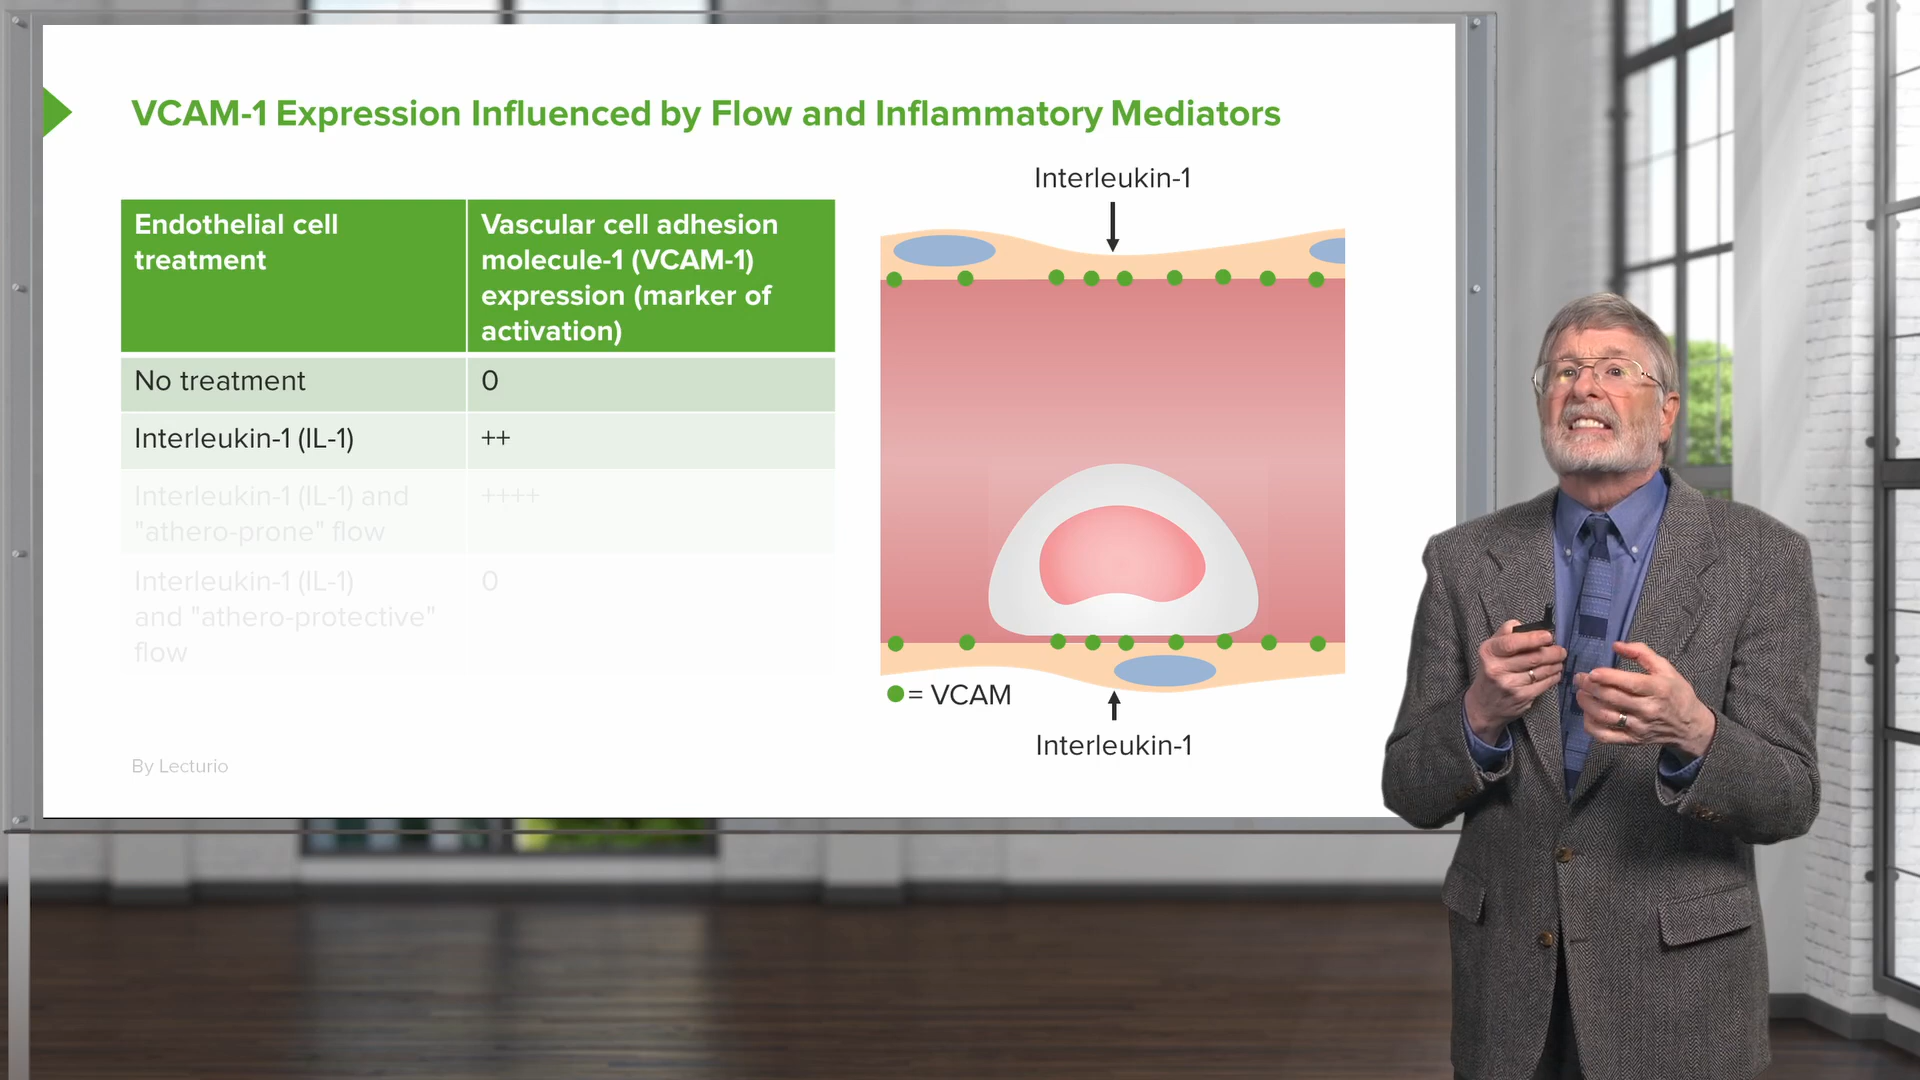 VCAM-1 Expression Influenced by Flow and Inflammatory Mediators
Endothelial cell
treatment
Vascular cell adhesion
molecule-1 (VCAM-1)
expression (marker of
activation)
No treatment
0
Interleukin-1 (IL-1)
++
Interleukin-1 (IL-1) and
"athero-prone" flow
++++
Interleukin-1 (IL-1)
and "athero-protective"
flow
0
Interleukin-1
= VCAM
Interleukin-1
By Lecturio